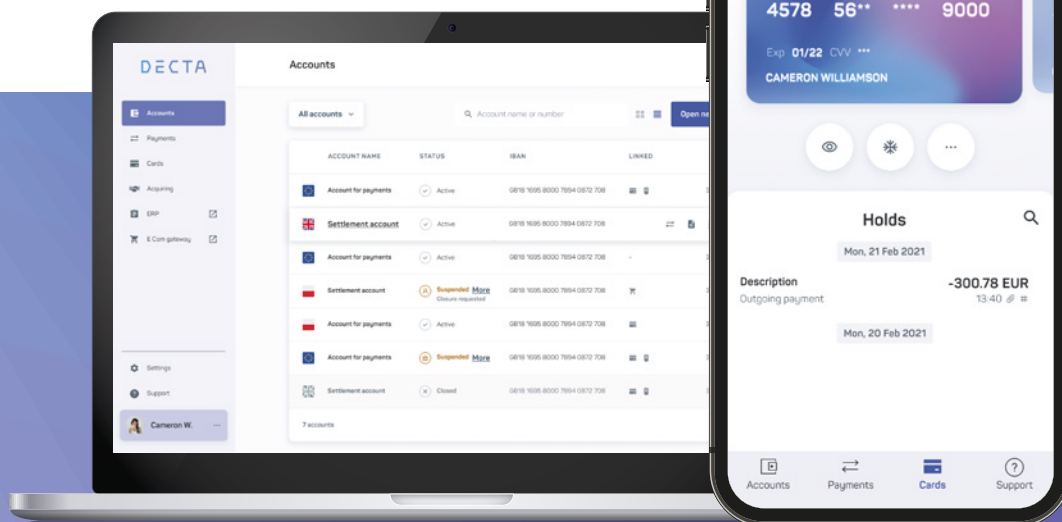 DECTA
Accounts
Payments
Cards
Acquiring
ERP
E Com gateway
Settings
Support
Cameron W.
Accounts
All accounts
Account name or number
Open ne
ACCOUNT NAME STATUS IBAN LINKED
Account for payments Active GB18 1695 8000 7894 0872 708
Settlement account Active GB18 1695 8000 7894 0872 708
Account for payments Active GB18 1695 8000 7894 0872 708 -
Settlement account Suspended More GB18 1695 8000 7894 0872 708
Closure requested
Account for payments Active GB18 1695 8000 7894 0872 708
Account for payments Suspended More GB18 1695 8000 7894 0872 708
Settlement account Closed GB18 1695 8000 7894 0872 708
7 accounts
4578 56** **** 9000
Exp 01/22 CVV ***
CAMERON WILLIAMSON
Holds
Mon, 21 Feb 2021
Description -300.78 EUR
Outgoing payment 13:40 #
Mon, 20 Feb 2021
Accounts Payments Cards Support